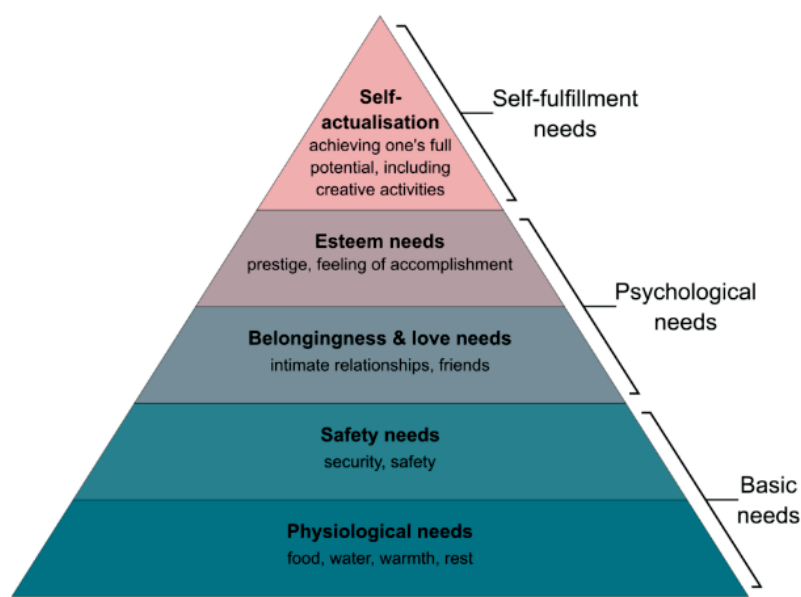 Self-
actualisation
achieving one's full
potential, including
creative activities
Self-fulfillment
needs
Esteem needs
prestige, feeling of accomplishment
Psychological
needs
Belongingness & love needs
intimate relationships, friends
Safety needs
security, safety
Basic
needs
Physiological needs
food, water, warmth, rest